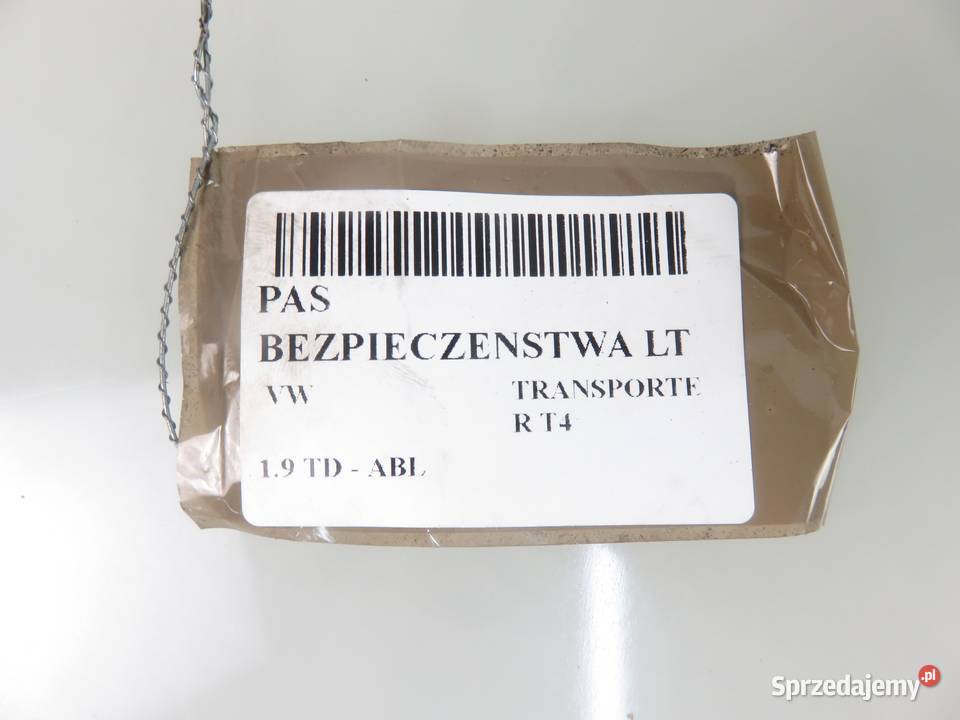 PAS
BEZPIECZENSTWA LT
VW TRANSPORTE
R T4
1.9 TD - ABL
Sprzedajemy.pl